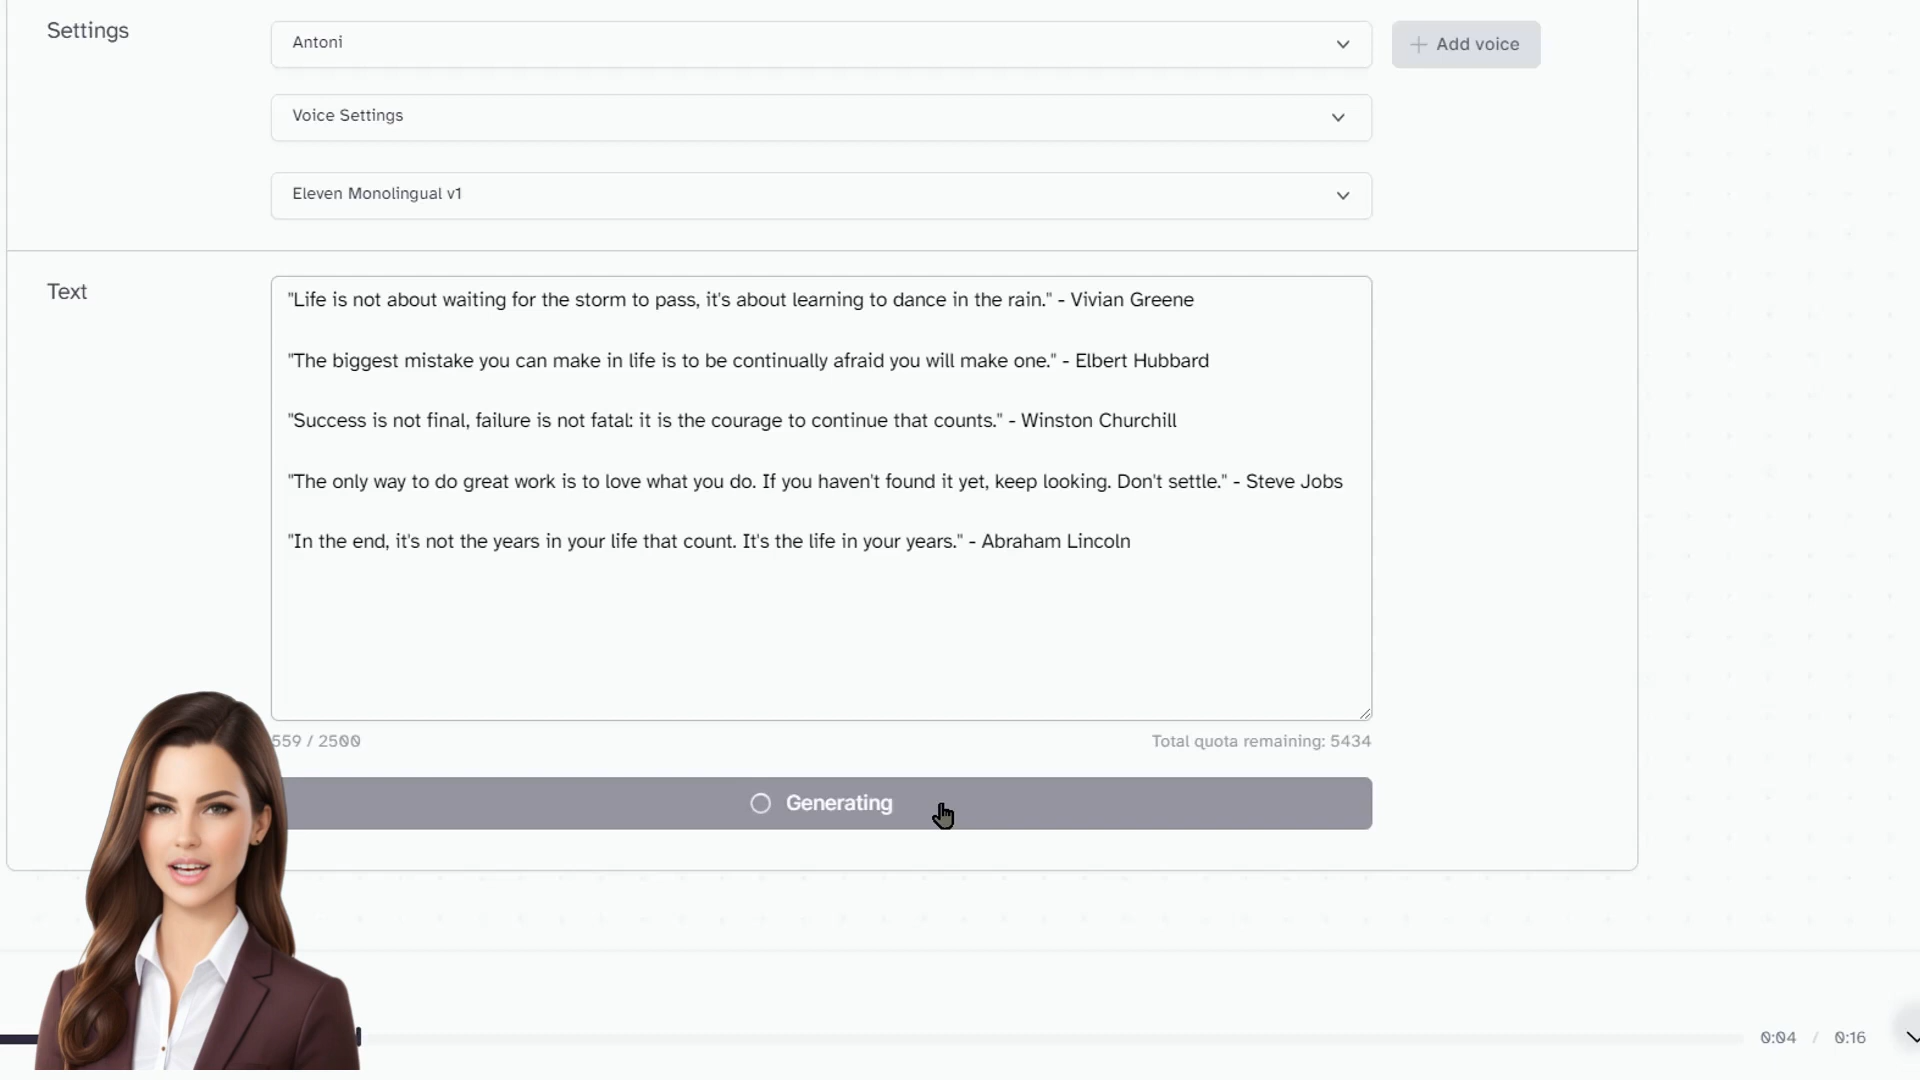 Settings
Antoni
Add voice
Voice Settings
Eleven Monolingual v1
Text
"Life is not about waiting for the storm to pass, it's about learning to dance in the rain." - Vivian Greene
"The biggest mistake you can make in life is to be continually afraid you will make one." - Elbert Hubbard
"Success is not final, failure is not fatal: it is the courage to continue that counts." - Winston Churchill
"The only way to do great work is to love what you do. If you haven't found it yet, keep looking. Don't settle." - Steve Jobs
"In the end, it's not the years in your life that count. It's the life in your years." - Abraham Lincoln
559 / 2500
Total quota remaining: 5434
Generating
0:04 / 0:16